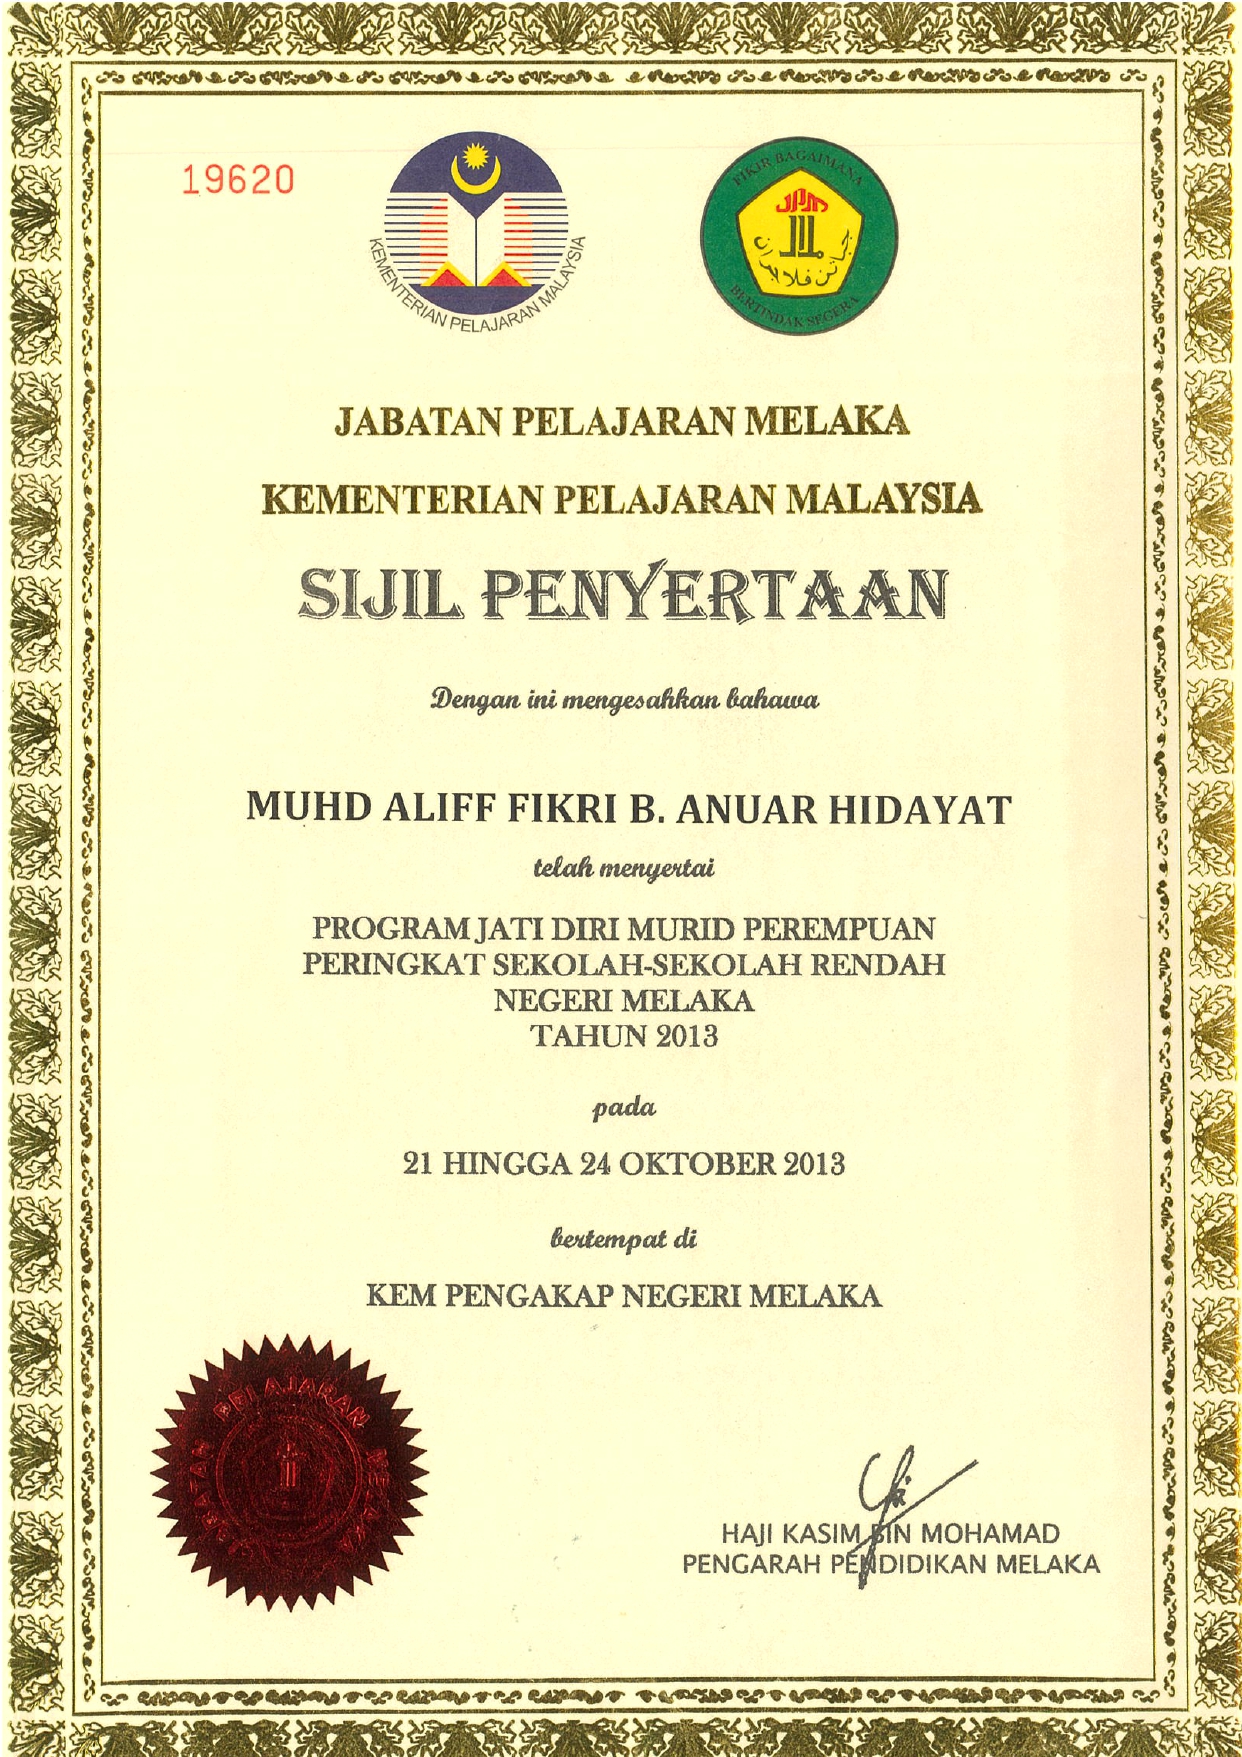 19620
KEMENTERIAN PELAJARAN MALAYSIA
FIKIR BAGAIMANA
JPM
جباتن ڤلاجرن
BERTINDAK SEGERA
JABATAN PELAJARAN MELAKA
KEMENTERIAN PELAJARAN MALAYSIA
SIJIL PENYERTAAN
Dengan ini mengesahkan bahawa
MUHD ALIFF FIKRI B. ANUAR HIDAYAT
telah menyertai
PROGRAM JATI DIRI MURID PEREMPUAN
PERINGKAT SEKOLAH-SEKOLAH RENDAH
NEGERI MELAKA
TAHUN 2013
pada
21 HINGGA 24 OKTOBER 2013
bertempat di
KEM PENGAKAP NEGERI MELAKA
JABATAN PELAJARAN MELAKA
HAJI KASIM BIN MOHAMAD
PENGARAH PENDIDIKAN MELAKA